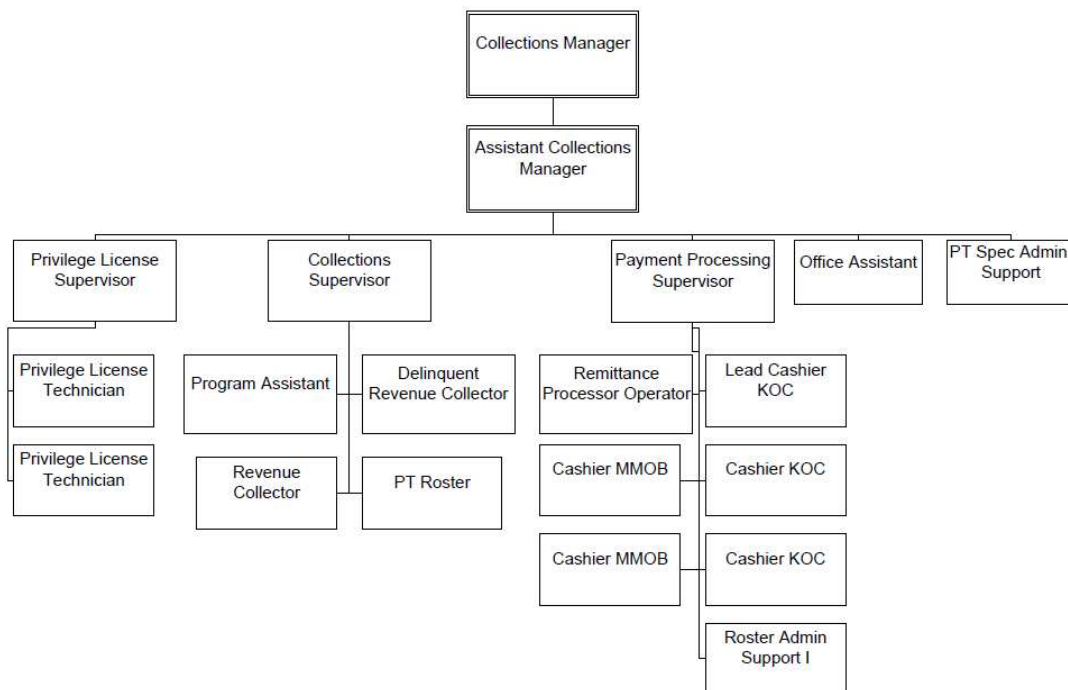 Collections Manager
Assistant Collections
Manager
Privilege License
Supervisor
Collections
Supervisor
Payment Processing
Supervisor
Office Assistant
PT Spec Admin
Support
Privilege License
Technician
Program Assistant
Delinquent
Revenue Collector
Remittance
Processor Operator
Lead Cashier
KOC
Privilege License
Technician
Revenue
Collector
PT Roster
Cashier MMOB
Cashier KOC
Cashier MMOB
Cashier KOC
Roster Admin
Support I